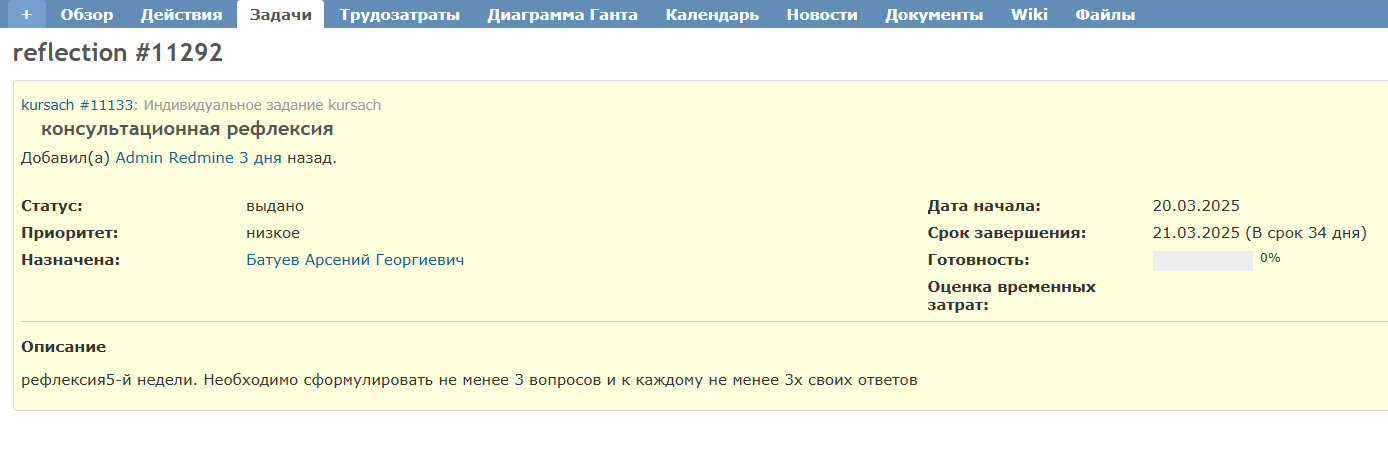 + Обзор Действия Задачи Трудозатраты Диаграмма Ганта Календарь Новости Документы Wiki Файлы
reflection #11292
kursach #11133: Индивидуальное задание kursach
консультационная рефлексия
Добавил(а) Admin Redmine 3 дня назад.
Статус: выдано Дата начала: 20.03.2025
Приоритет: низкое Срок завершения: 21.03.2025 (В срок 34 дня)
Назначена: Батуев Арсений Георгиевич Готовность: 0%
Оценка временных
затрат:
Описание
рефлексия5-й недели. Необходимо сформулировать не менее 3 вопросов и к каждому не менее 3х своих ответов